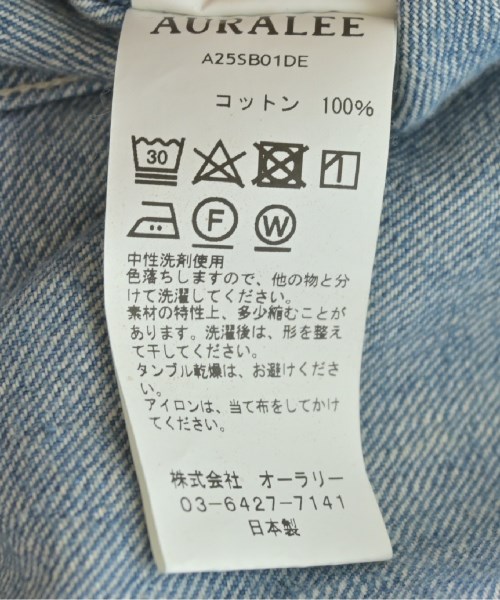 AURALEE
A25SB01DE
コットン 100%
30
F W
中性洗剤使用
色落ちしますので、他の物と分
けて洗濯してください。
素材の特性上、多少縮むことが
あります。洗濯後は、形を整え
て干してください。
タンブル乾燥は、お避けくださ
い。
アイロンは、当て布をしてかけ
てください。
株式会社 オーラリー
03-6427-7141
日本製